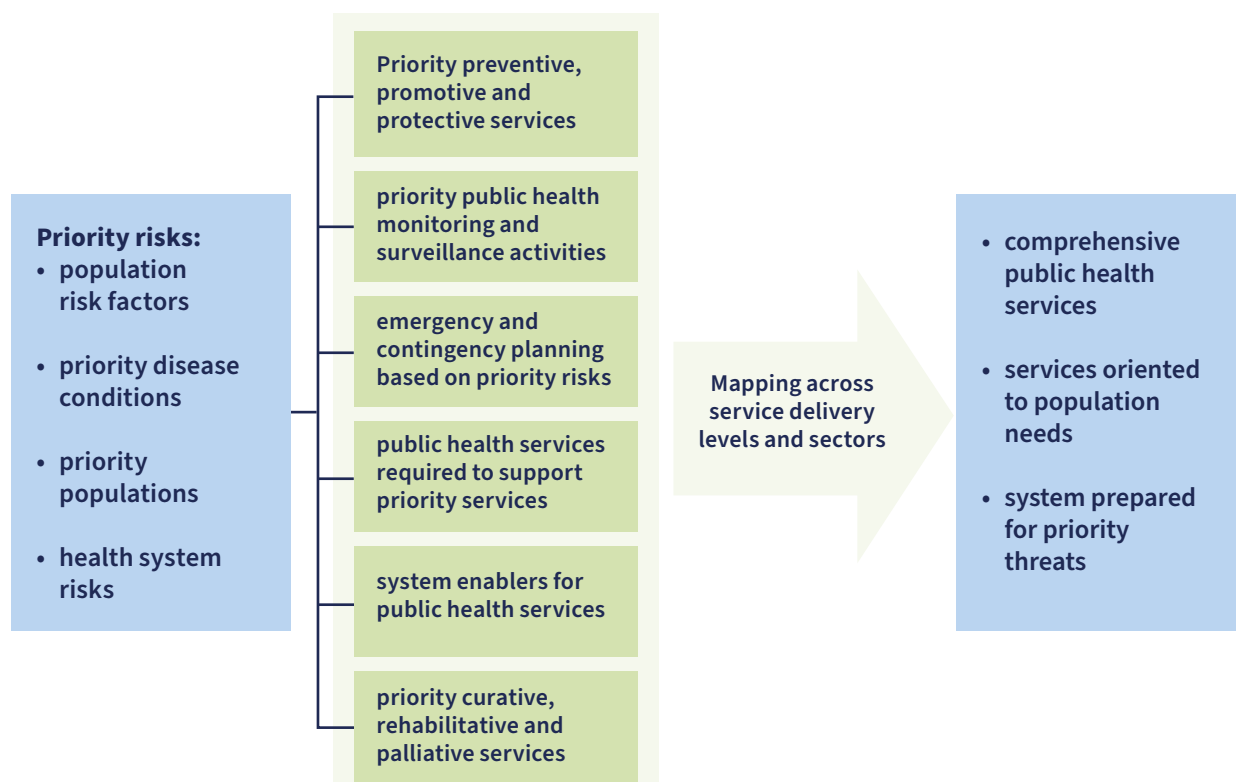 Priority risks:
• population
risk factors
• priority disease
conditions
• priority
populations
• health system
risks
Priority preventive,
promotive and
protective services
priority public health
monitoring and
surveillance activities
emergency and
contingency planning
based on priority risks
public health services
required to support
priority services
system enablers for
public health services
priority curative,
rehabilitative and
palliative services
Mapping across
service delivery
levels and sectors
• comprehensive
public health
services
• services oriented
to population
needs
• system prepared
for priority
threats